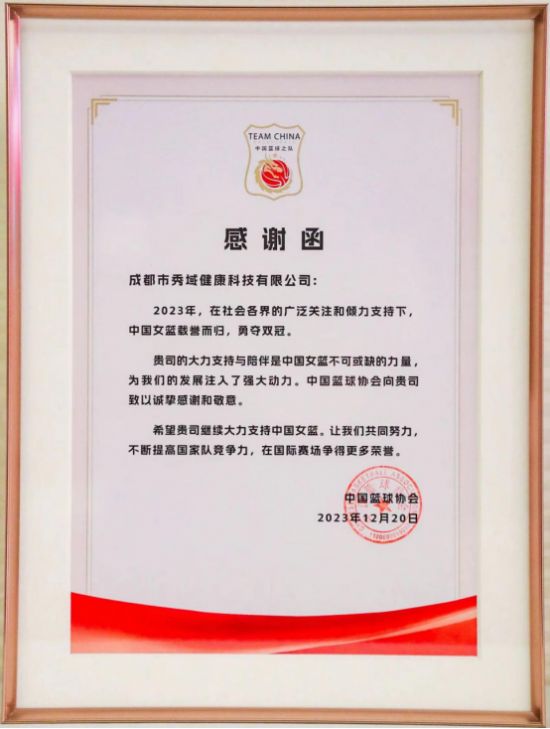 TEAM CHINA
中国篮球之队
感谢函
成都市秀域健康科技有限公司：
2023年，在社会各界的广泛关注和倾力支持下，
中国女篮载誉而归，勇夺双冠。
贵司的大力支持与陪伴是中国女篮不可或缺的力量，
为我们的发展注入了强大动力。中国篮球协会向贵司
致以诚挚感谢和敬意。
希望贵司继续大力支持中国女篮。让我们共同努力，
不断提高国家队竞争力，在国际赛场争得更多荣誉。
中国篮球协会
2023年12月20日